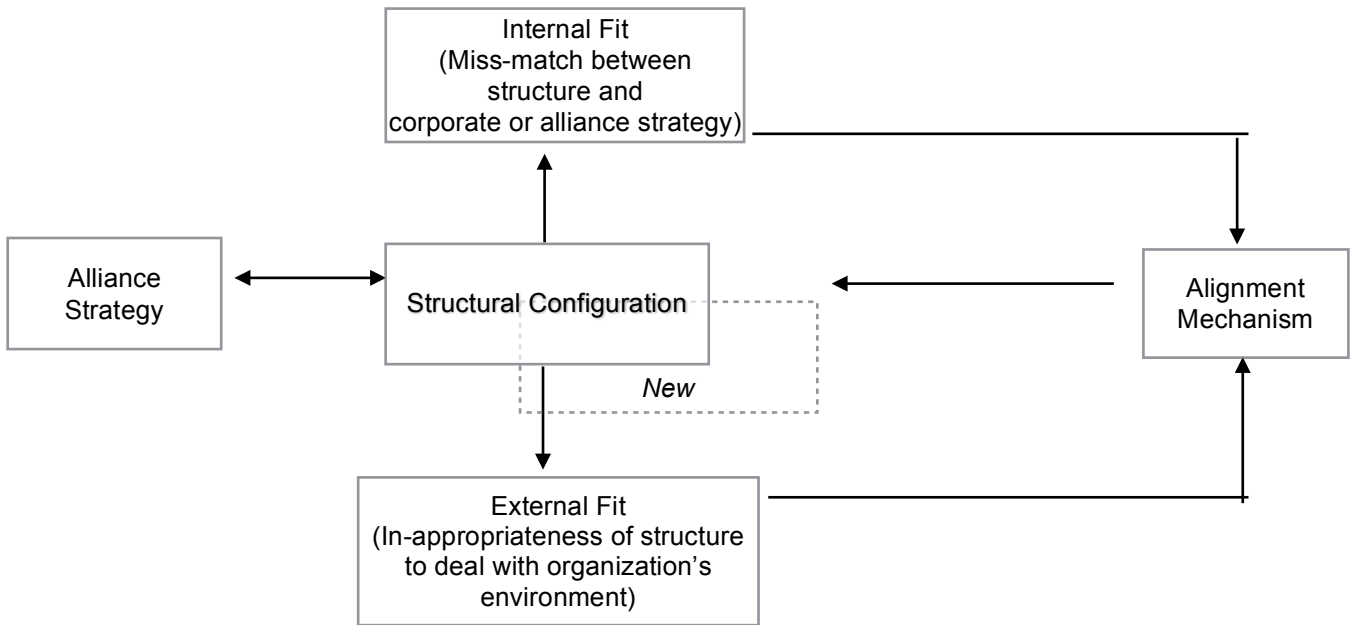 Internal Fit
(Miss-match between
structure and
corporate or alliance strategy)
Alliance
Strategy
Structural Configuration
New
Alignment
Mechanism
External Fit
(In-appropriateness of structure
to deal with organization's
environment)